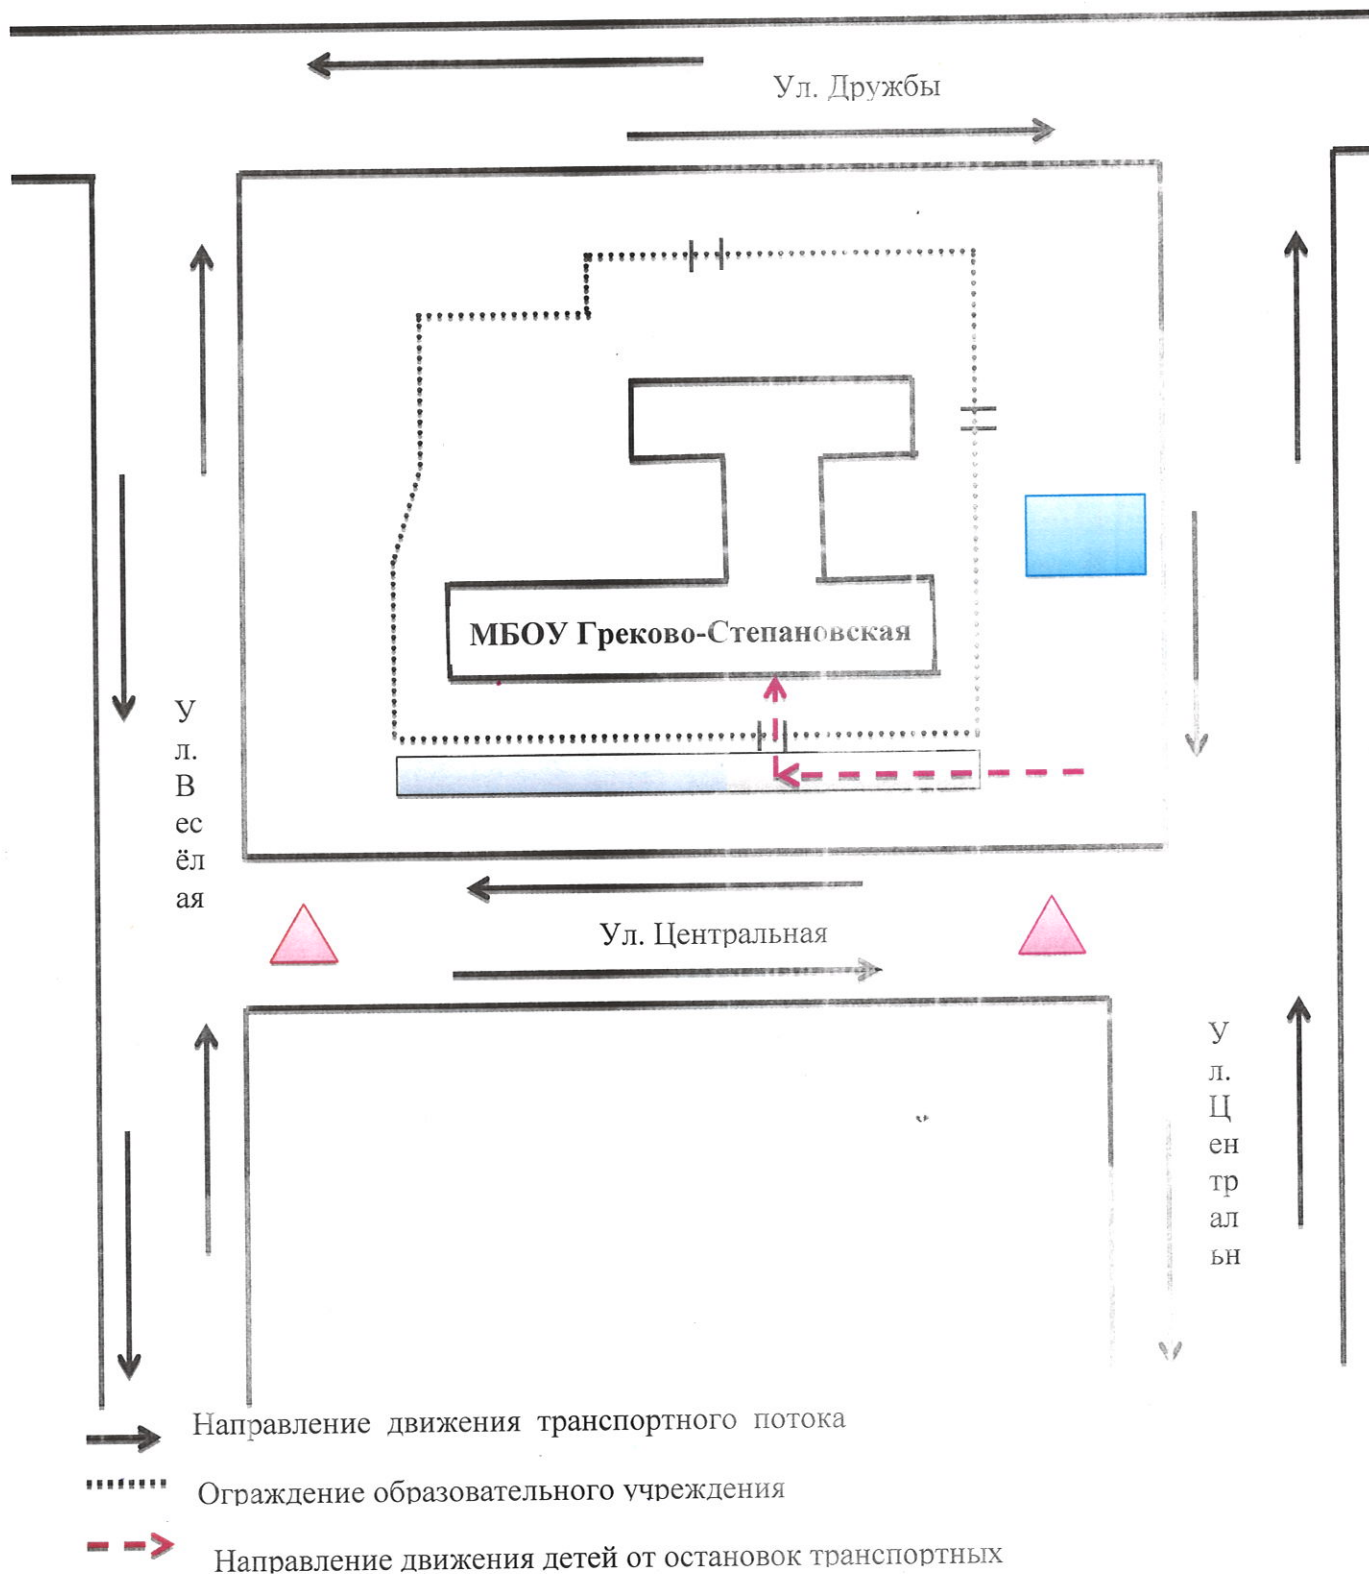 Ул. Дружбы
МБОУ Греково-Степановская
У
л.
В
ес
ёл
ая
Ул. Центральная
У
л.
Ц
ен
тр
ал
ьн
Направление движения транспортного потока
Ограждение образовательного учреждения
Направление движения детей от остановок транспортных